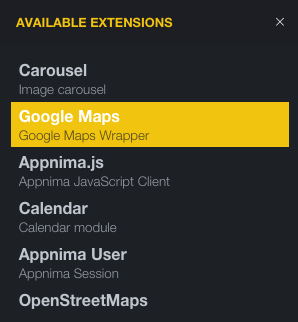 AVAILABLE EXTENSIONS
Carousel
Image carousel
Google Maps
Google Maps Wrapper
Appnima.js
Appnima JavaScript Client
Calendar
Calendar module
Appnima User
Appnima Session
OpenStreetMaps